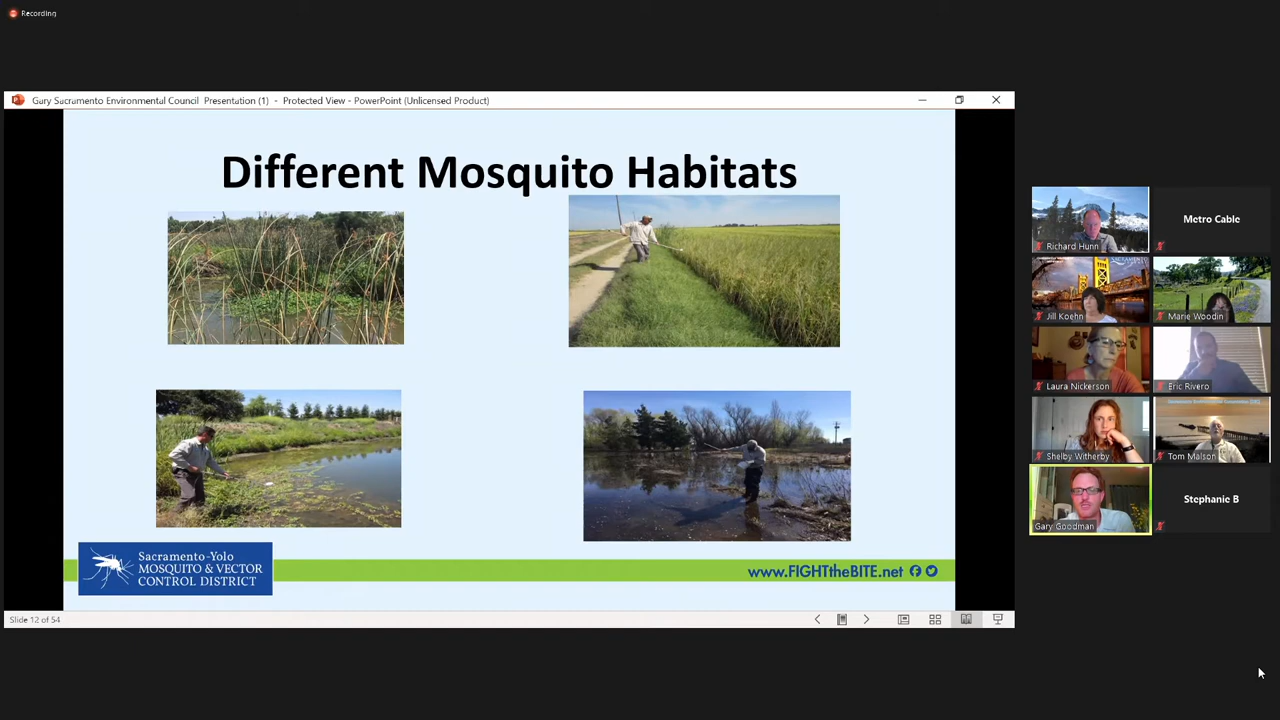 Recording
Gary Sacramento Environmental Council Presentation (1) - Protected View - PowerPoint (Unlicensed Product)
Different Mosquito Habitats
Sacramento-Yolo
MOSQUITO & VECTOR
CONTROL DISTRICT
www.FIGHTtheBITE.net
Slide 12 of 54
Richard Hunn
Metro Cable
Jill Koehn
Marie Woodin
Laura Nickerson
Eric Rivero
Shelby Witherby
Tom Malson
Gary Goodman
Stephanie B